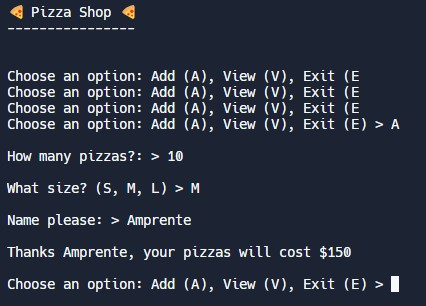 🍕 Pizza Shop 🍕
----------------
Choose an option: Add (A), View (V), Exit (E
Choose an option: Add (A), View (V), Exit (E
Choose an option: Add (A), View (V), Exit (E
Choose an option: Add (A), View (V), Exit (E) > A
How many pizzas?: > 10
What size? (S, M, L) > M
Name please: > Amprente
Thanks Amprente, your pizzas will cost $150
Choose an option: Add (A), View (V), Exit (E) >